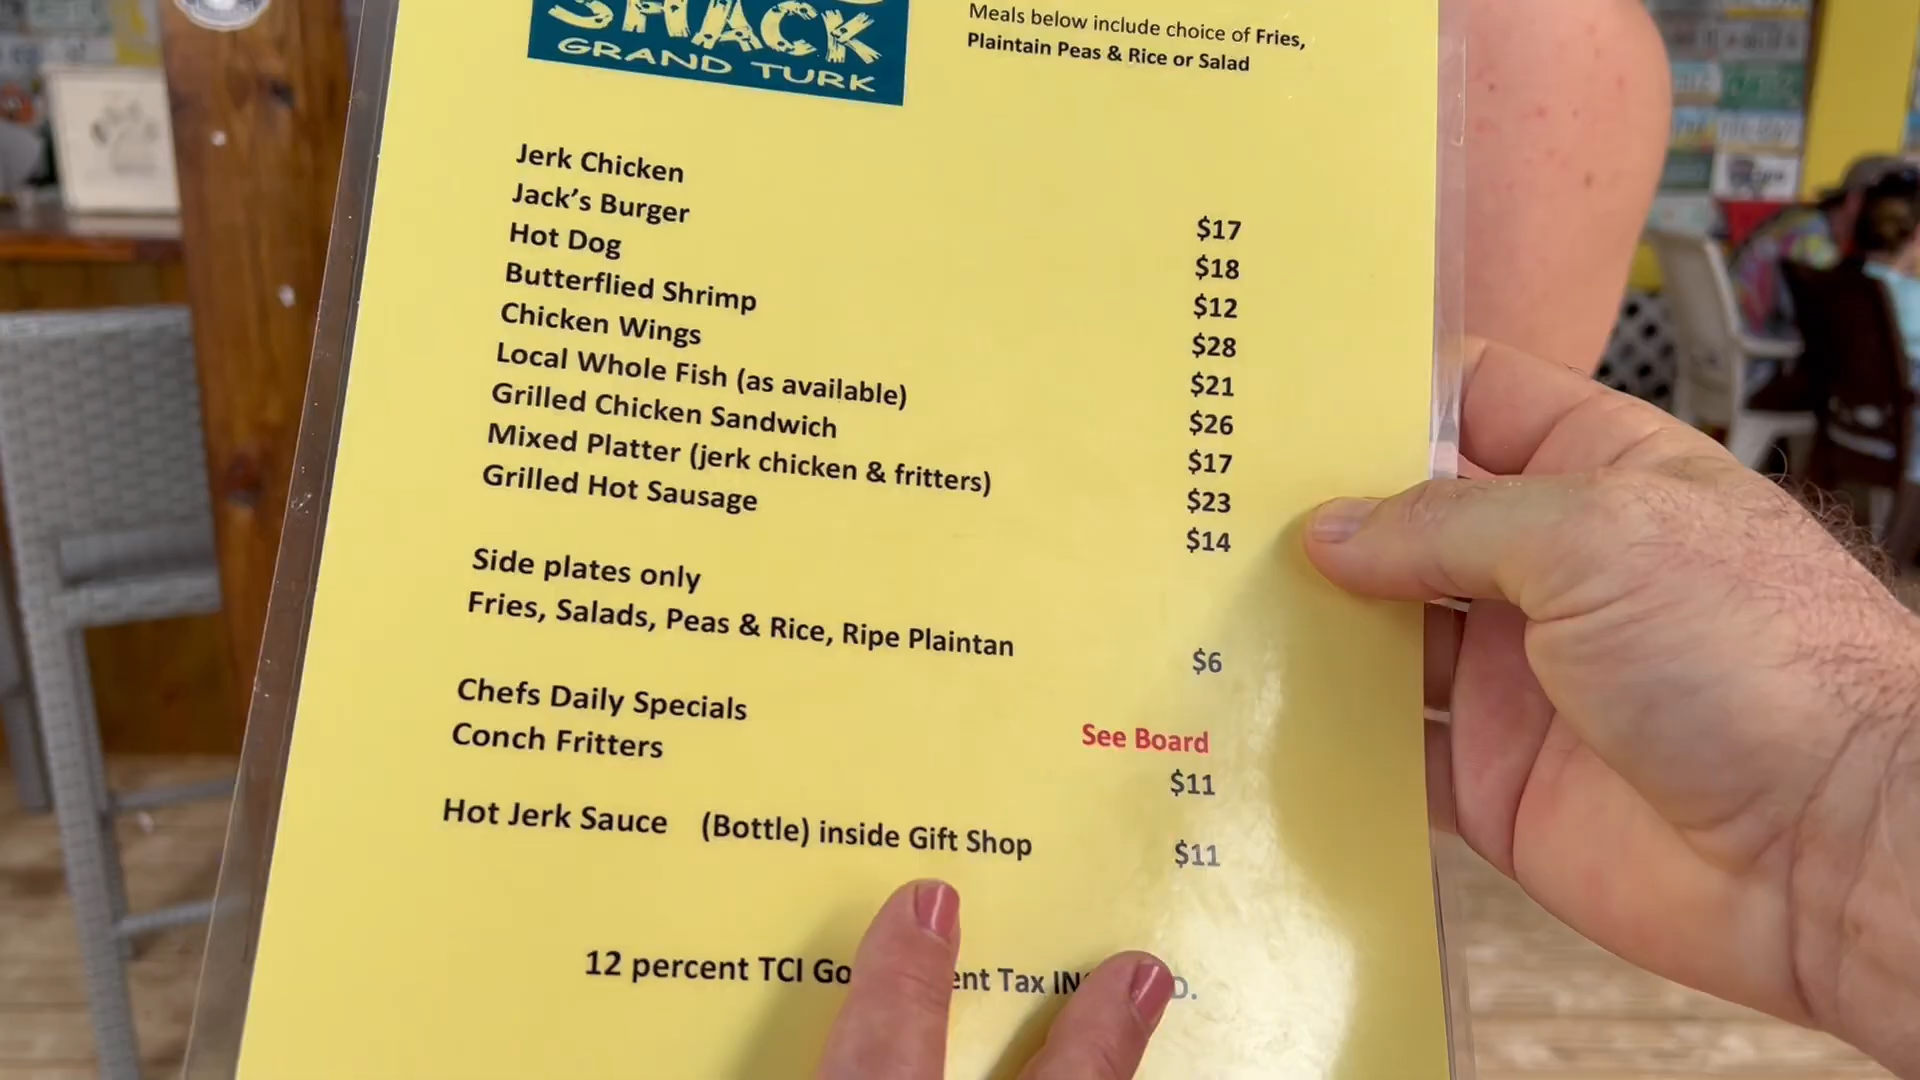 SHACK
GRAND TURK
Meals below include choice of Fries,
Plaintain Peas & Rice or Salad
Jerk Chicken $17
Jack's Burger $18
Hot Dog $12
Butterflied Shrimp $28
Chicken Wings $21
Local Whole Fish (as available) $26
Grilled Chicken Sandwich $17
Mixed Platter (jerk chicken & fritters) $23
Grilled Hot Sausage $14
Side plates only
Fries, Salads, Peas & Rice, Ripe Plaintan $6
Chefs Daily Specials See Board
Conch Fritters $11
Hot Jerk Sauce (Bottle) inside Gift Shop $11
12 percent TCI Tax